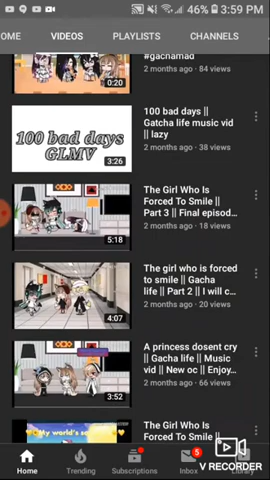 46% 3:59 PM
OME VIDEOS PLAYLISTS CHANNELS
#gachamad
2 months ago · 84 views
0:20
100 bad days
GLMV
3:26
100 bad days ||
Gatcha life music vid
|| lazy
2 months ago · 38 views
5:18
The Girl Who Is
Forced To Smile ||
Part 3 || Final episod...
2 months ago · 18 views
4:07
The girl who is forced
to smile || Gacha
life || Part 2 || I will c...
2 months ago · 20 views
3:52
A princess dosent cry
|| Gacha life || Music
vid || New oc || Enjoy...
2 months ago · 66 views
My world's so
The Girl Who Is
Forced To Smile ||
5
Home Trending Subscriptions Inbox Library
V RECORDER